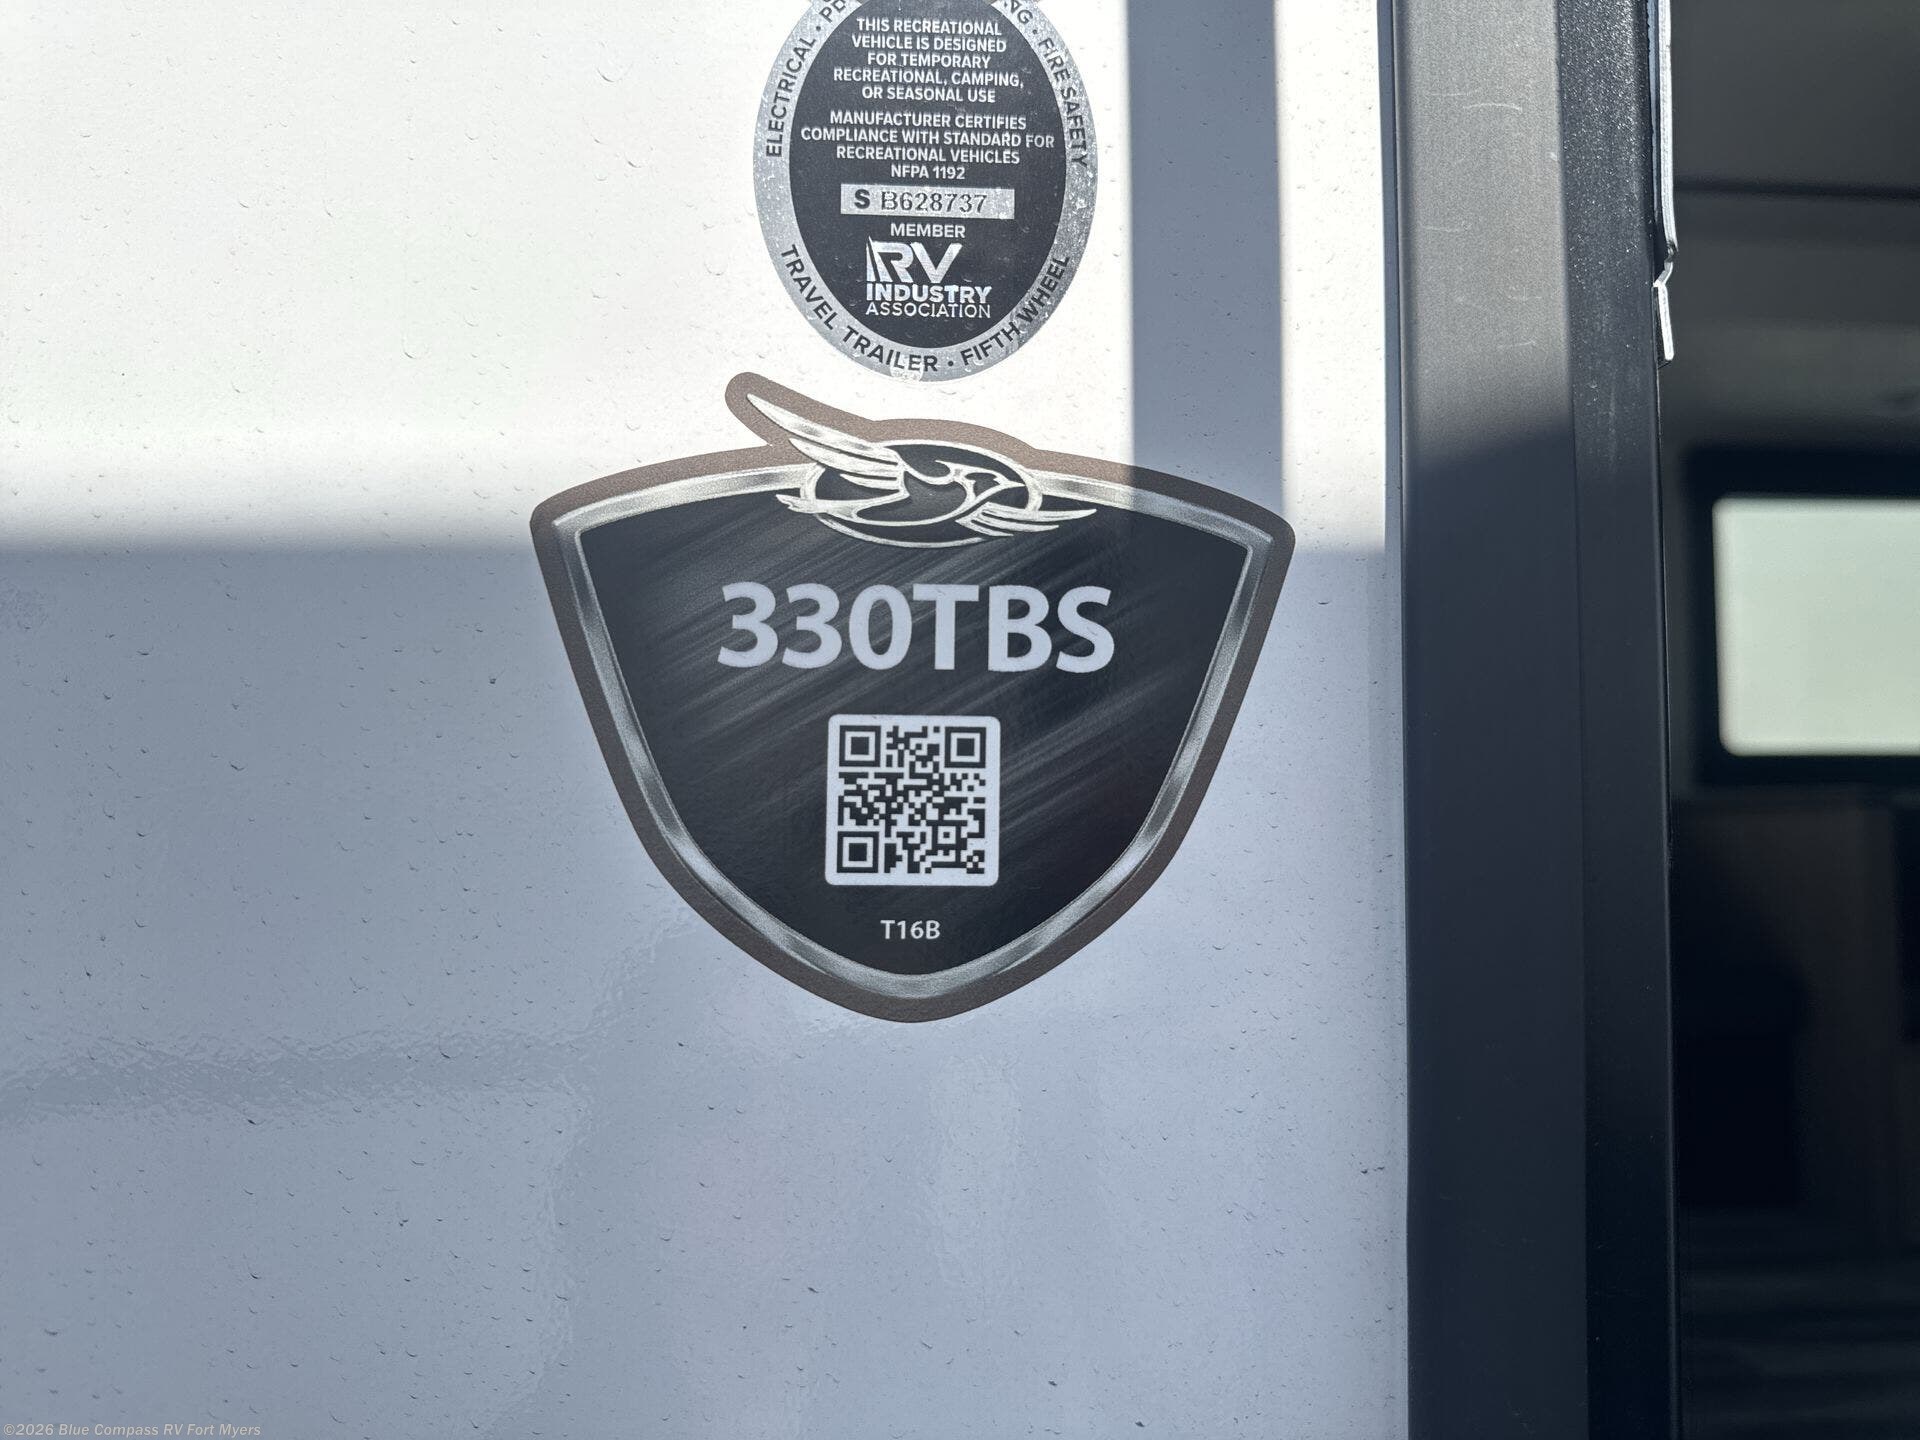 ELECTRICAL
FIRE SAFETY
THIS RECREATIONAL
VEHICLE IS DESIGNED
FOR TEMPORARY
RECREATIONAL, CAMPING,
OR SEASONAL USE
MANUFACTURER CERTIFIES
COMPLIANCE WITH STANDARD FOR
RECREATIONAL VEHICLES
NFPA 1192
S B628737
MEMBER
RV
INDUSTRY
ASSOCIATION
TRAVEL TRAILER • FIFTH WHEEL
330TBS
T16B
©2026 Blue Compass RV Fort Myers